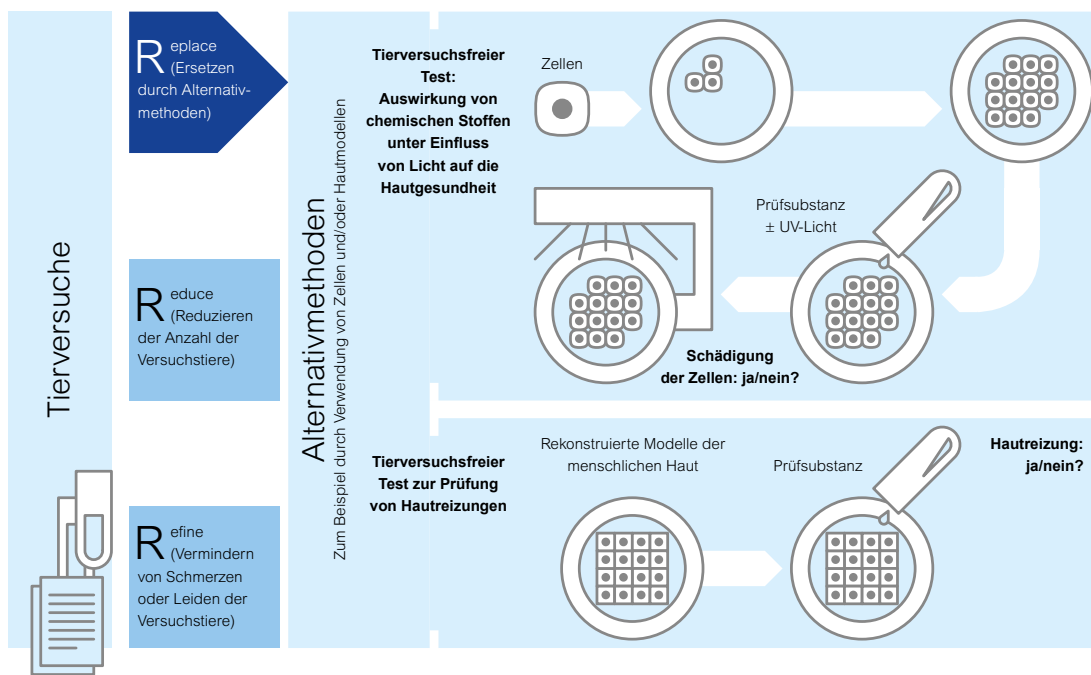 Tierversuche
Replace
(Ersetzen
durch Alternativ-
methoden)
Reduce
(Reduzieren
der Anzahl der
Versuchstiere)
Refine
(Vermindern
von Schmerzen
oder Leiden der
Versuchstiere)
Alternativmethoden
Zum Beispiel durch Verwendung von Zellen und/oder Hautmodellen
Tierversuchsfreier
Test:
Auswirkung von
chemischen Stoffen
unter Einfluss
von Licht auf die
Hautgesundheit
Zellen
Prüfsubstanz
± UV-Licht
Schädigung
der Zellen: ja/nein?
Tierversuchsfreier
Test zur Prüfung
von Hautreizungen
Rekonstruierte Modelle der
menschlichen Haut
Prüfsubstanz
Hautreizung:
ja/nein?